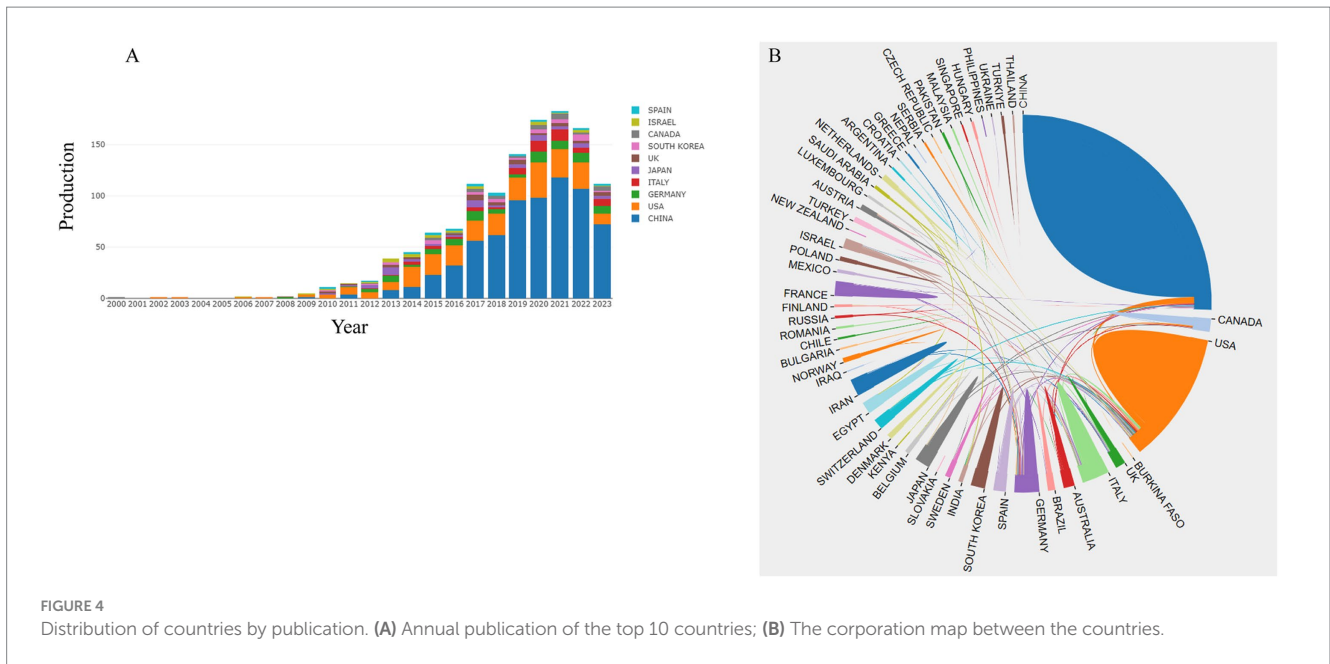 A
Production
150
100
50
0
2000 2001 2002 2003 2004 2005 2006 2007 2008 2009 2010 2011 2012 2013 2014 2015 2016 2017 2018 2019 2020 2021 2022 2023
Year
SPAIN
ISRAEL
CANADA
SOUTH KOREA
UK
JAPAN
ITALY
GERMANY
USA
CHINA
B
CHINA
CANADA
USA
BURKINA FASO
UK
ITALY
AUSTRALIA
BRAZIL
GERMANY
SPAIN
SOUTH KOREA
INDIA
SWEDEN
SLOVAKIA
JAPAN
BELGIUM
KENYA
DENMARK
SWITZERLAND
EGYPT
IRAN
IRAQ
NORWAY
BULGARIA
CHILE
ROMANIA
RUSSIA
FINLAND
FRANCE
MEXICO
POLAND
ISRAEL
NEW ZEALAND
TURKEY
AUSTRIA
LUXEMBOURG
SAUDI ARABIA
NETHERLANDS
ARGENTINA
CROATIA
GREECE
NEPAL
SERBIA
CZECH REPUBLIC
PAKISTAN
MALAYSIA
SINGAPORE
HUNGARY
PHILIPPINES
UKRAINE
TURKIYE
THAILAND
FIGURE 4
Distribution of countries by publication. (A) Annual publication of the top 10 countries; (B) The corporation map between the countries.